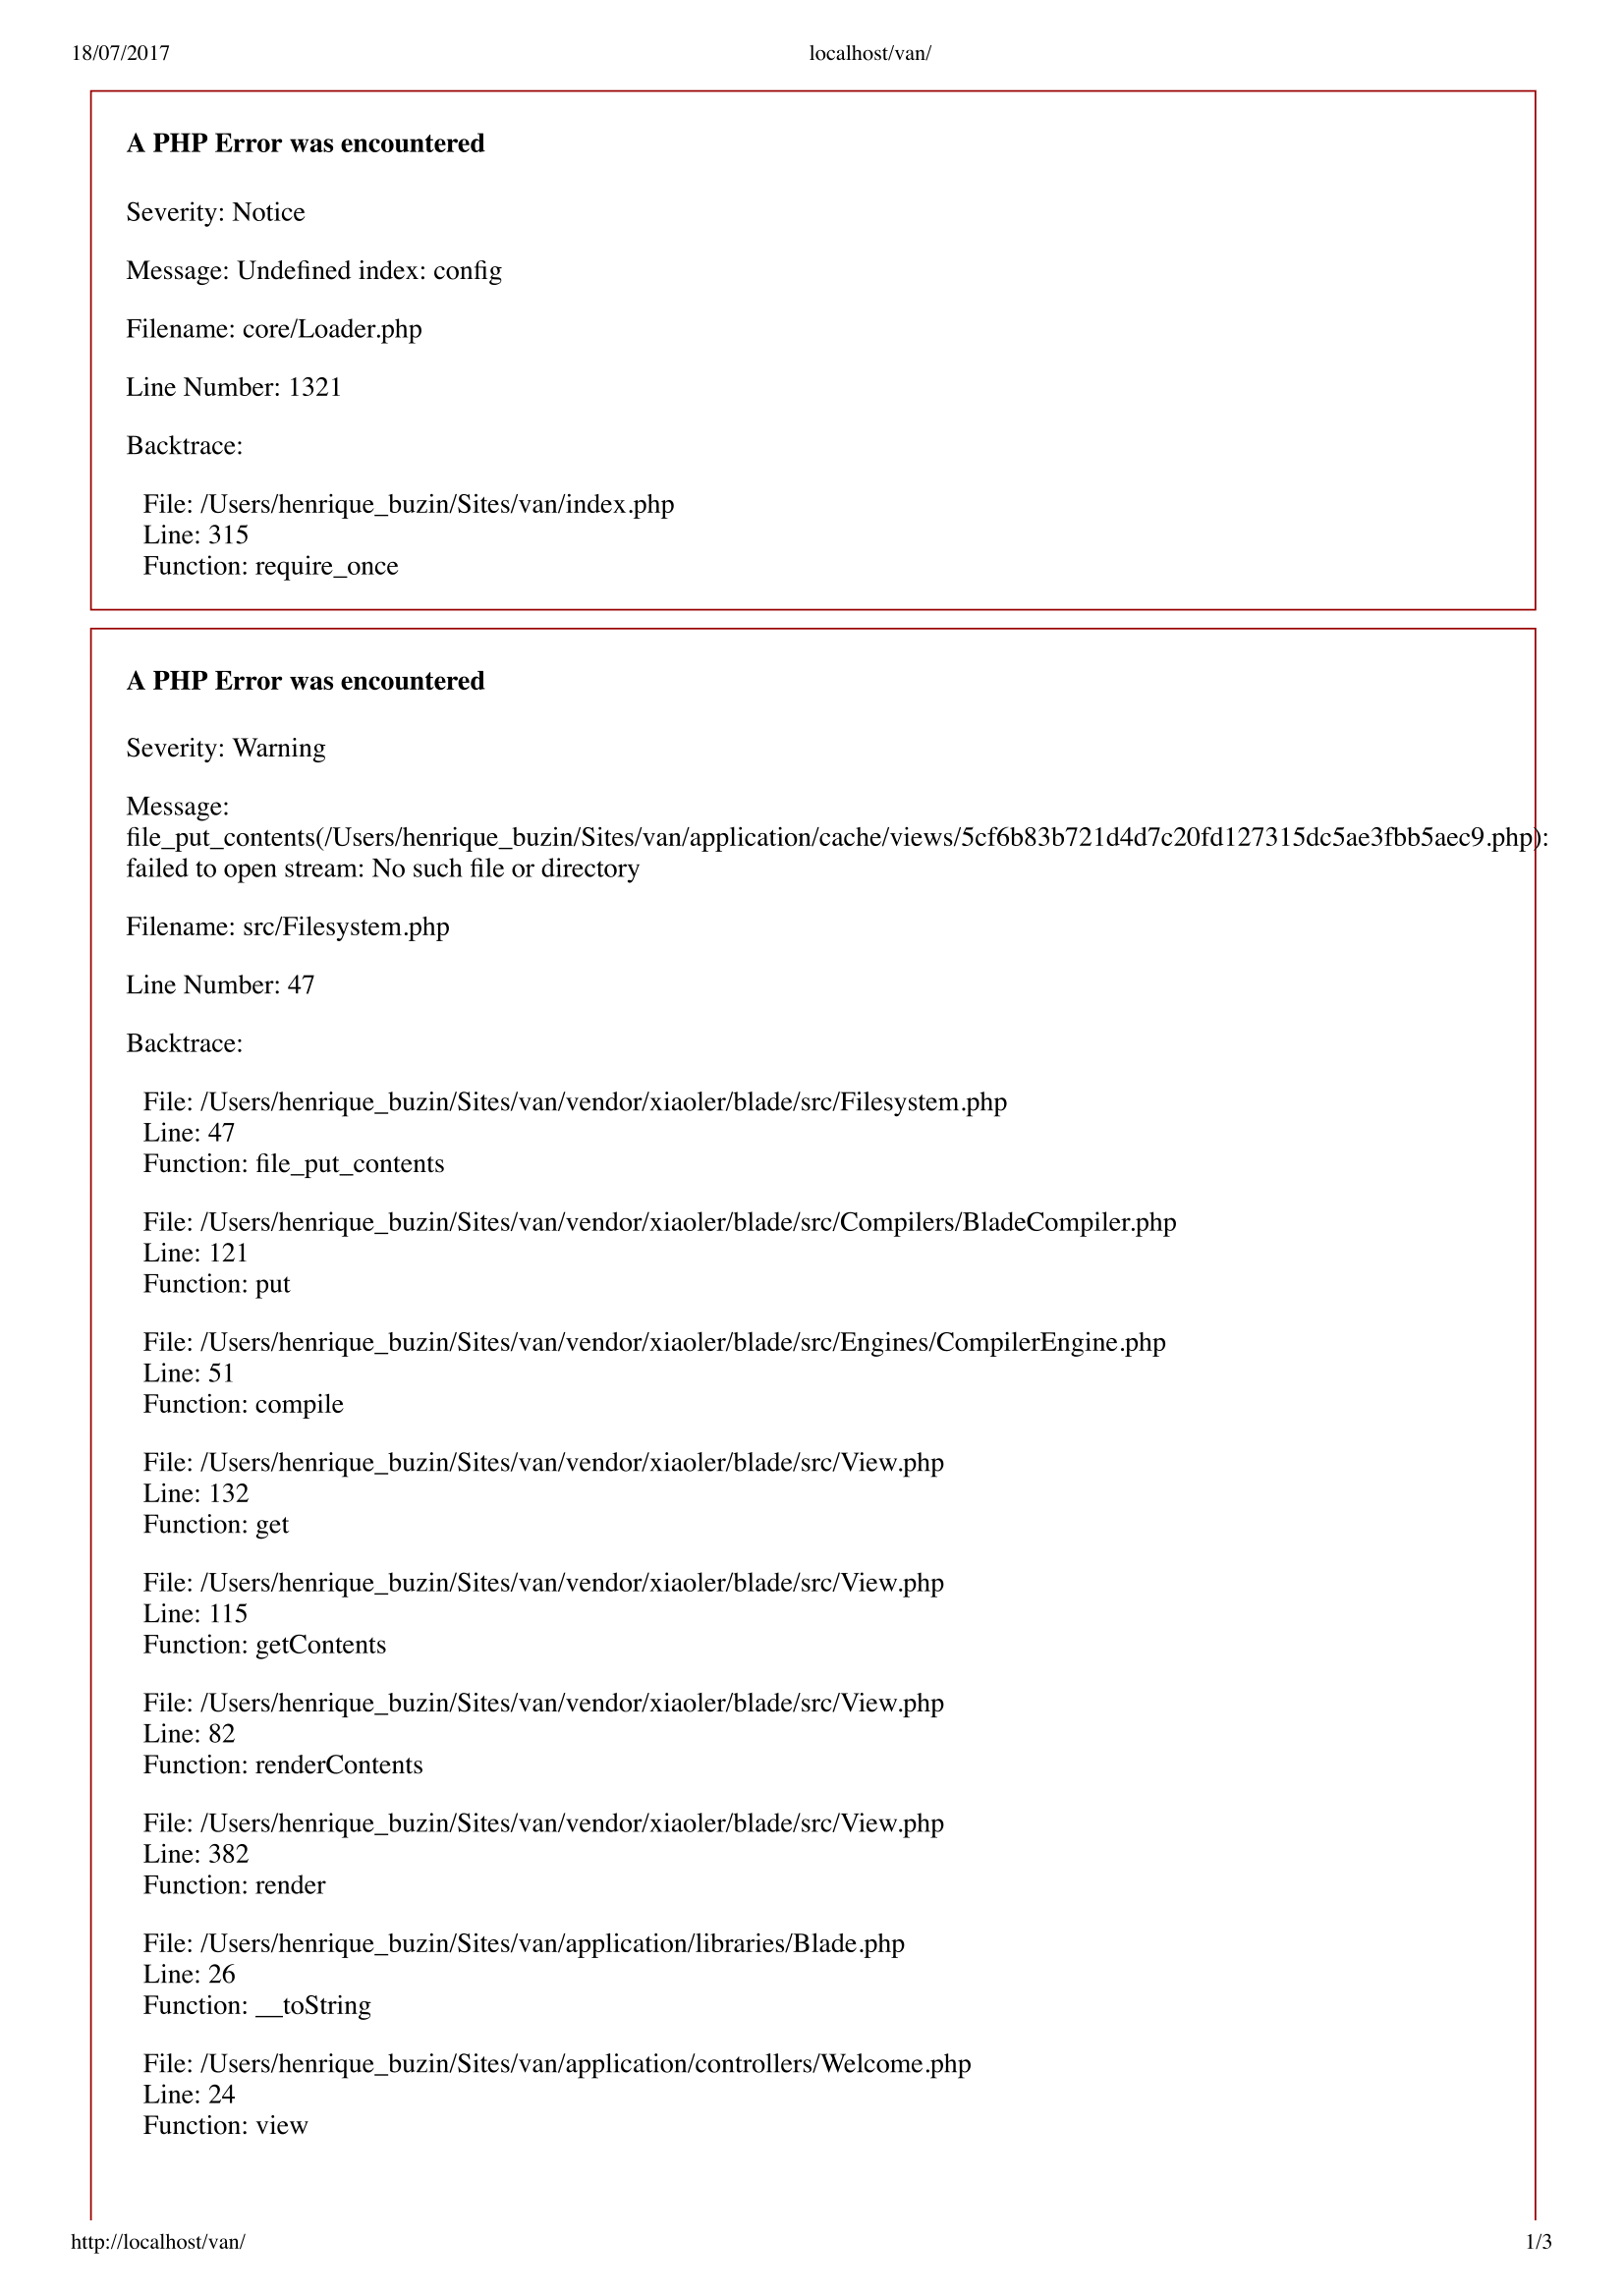 18/07/2017 localhost/van/
A PHP Error was encountered
Severity: Notice
Message: Undefined index: config
Filename: core/Loader.php
Line Number: 1321
Backtrace:
File: /Users/henrique_buzin/Sites/van/index.php
Line: 315
Function: require_once
A PHP Error was encountered
Severity: Warning
Message:
file_put_contents(/Users/henrique_buzin/Sites/van/application/cache/views/5cf6b83b721d4d7c20fd127315dc5ae3fbb5aec9.php):
failed to open stream: No such file or directory
Filename: src/Filesystem.php
Line Number: 47
Backtrace:
File: /Users/henrique_buzin/Sites/van/vendor/xiaoler/blade/src/Filesystem.php
Line: 47
Function: file_put_contents
File: /Users/henrique_buzin/Sites/van/vendor/xiaoler/blade/src/Compilers/BladeCompiler.php
Line: 121
Function: put
File: /Users/henrique_buzin/Sites/van/vendor/xiaoler/blade/src/Engines/CompilerEngine.php
Line: 51
Function: compile
File: /Users/henrique_buzin/Sites/van/vendor/xiaoler/blade/src/View.php
Line: 132
Function: get
File: /Users/henrique_buzin/Sites/van/vendor/xiaoler/blade/src/View.php
Line: 115
Function: getContents
File: /Users/henrique_buzin/Sites/van/vendor/xiaoler/blade/src/View.php
Line: 82
Function: renderContents
File: /Users/henrique_buzin/Sites/van/vendor/xiaoler/blade/src/View.php
Line: 382
Function: render
File: /Users/henrique_buzin/Sites/van/application/libraries/Blade.php
Line: 26
Function: __toString
File: /Users/henrique_buzin/Sites/van/application/controllers/Welcome.php
Line: 24
Function: view
http://localhost/van/ 1/3